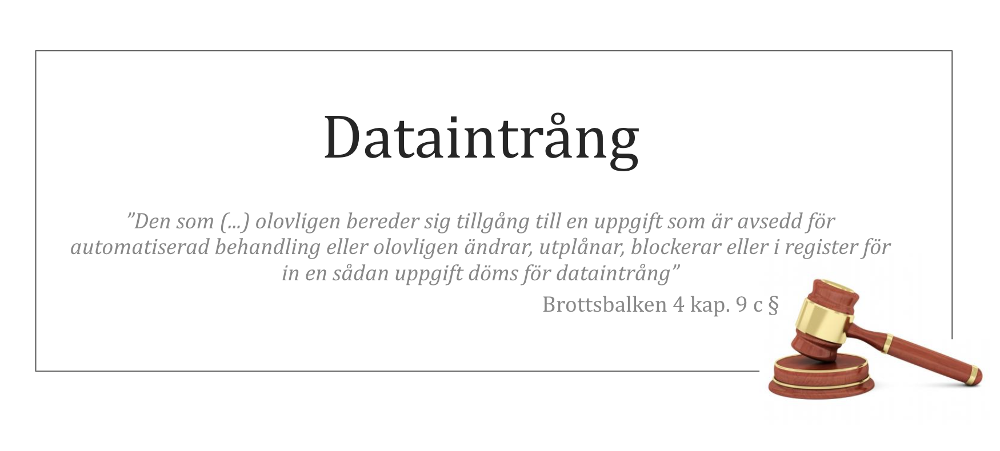 Dataintrång
”Den som (...) olovligen bereder sig tillgång till en uppgift som är avsedd för
automatiserad behandling eller olovligen ändrar, utplånar, blockerar eller i register för
in en sådan uppgift döms för dataintrång”
Brottsbalken 4 kap. 9 c §